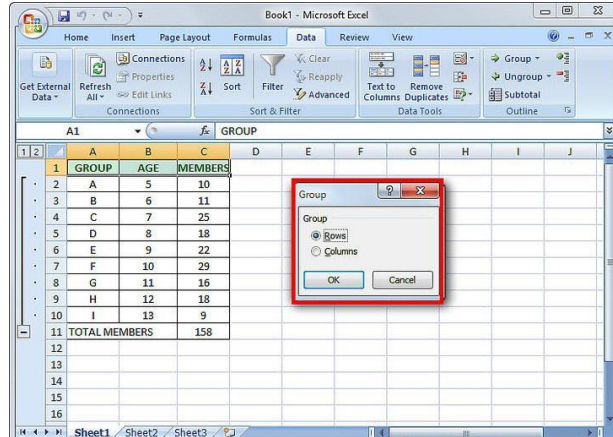 Book1 - Microsoft Excel
Home Insert Page Layout Formulas Data Review View
Get External Data
Refresh All
Connections
Properties
Edit Links
Connections
Sort
Filter
Clear
Reapply
Advanced
Sort & Filter
Text to Columns
Remove Duplicates
Data Tools
Group
Ungroup
Subtotal
Outline
A1 fx GROUP
1 2 A B C D E F G H I J
1 GROUP AGE MEMBERS
2 A 5 10
3 B 6 11
4 C 7 25
5 D 8 18
6 E 9 22
7 F 10 29
8 G 11 16
9 H 12 18
10 I 13 9
11 TOTAL MEMBERS 158
12
13
14
15
16
Group
Group
Rows
Columns
OK Cancel
Sheet1 Sheet2 Sheet3